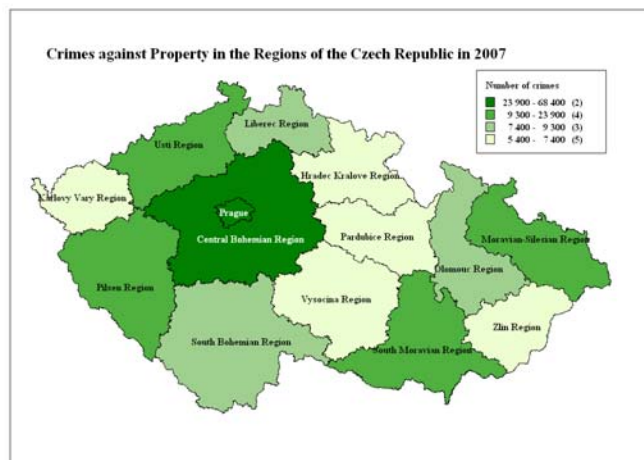 Crimes against Property in the Regions of the Czech Republic in 2007
Number of crimes
23 900 - 68 400 (2)
9 300 - 23 900 (4)
7 400 - 9 300 (3)
5 400 - 7 400 (5)
Liberec Region
Usti Region
Hradec Kralove Region
Karlovy Vary Region
Prague
Central Bohemian Region
Pardubice Region
Moravian-Silesian Region
Olomouc Region
Pilsen Region
Vysocina Region
Zlin Region
South Bohemian Region
South Moravian Region